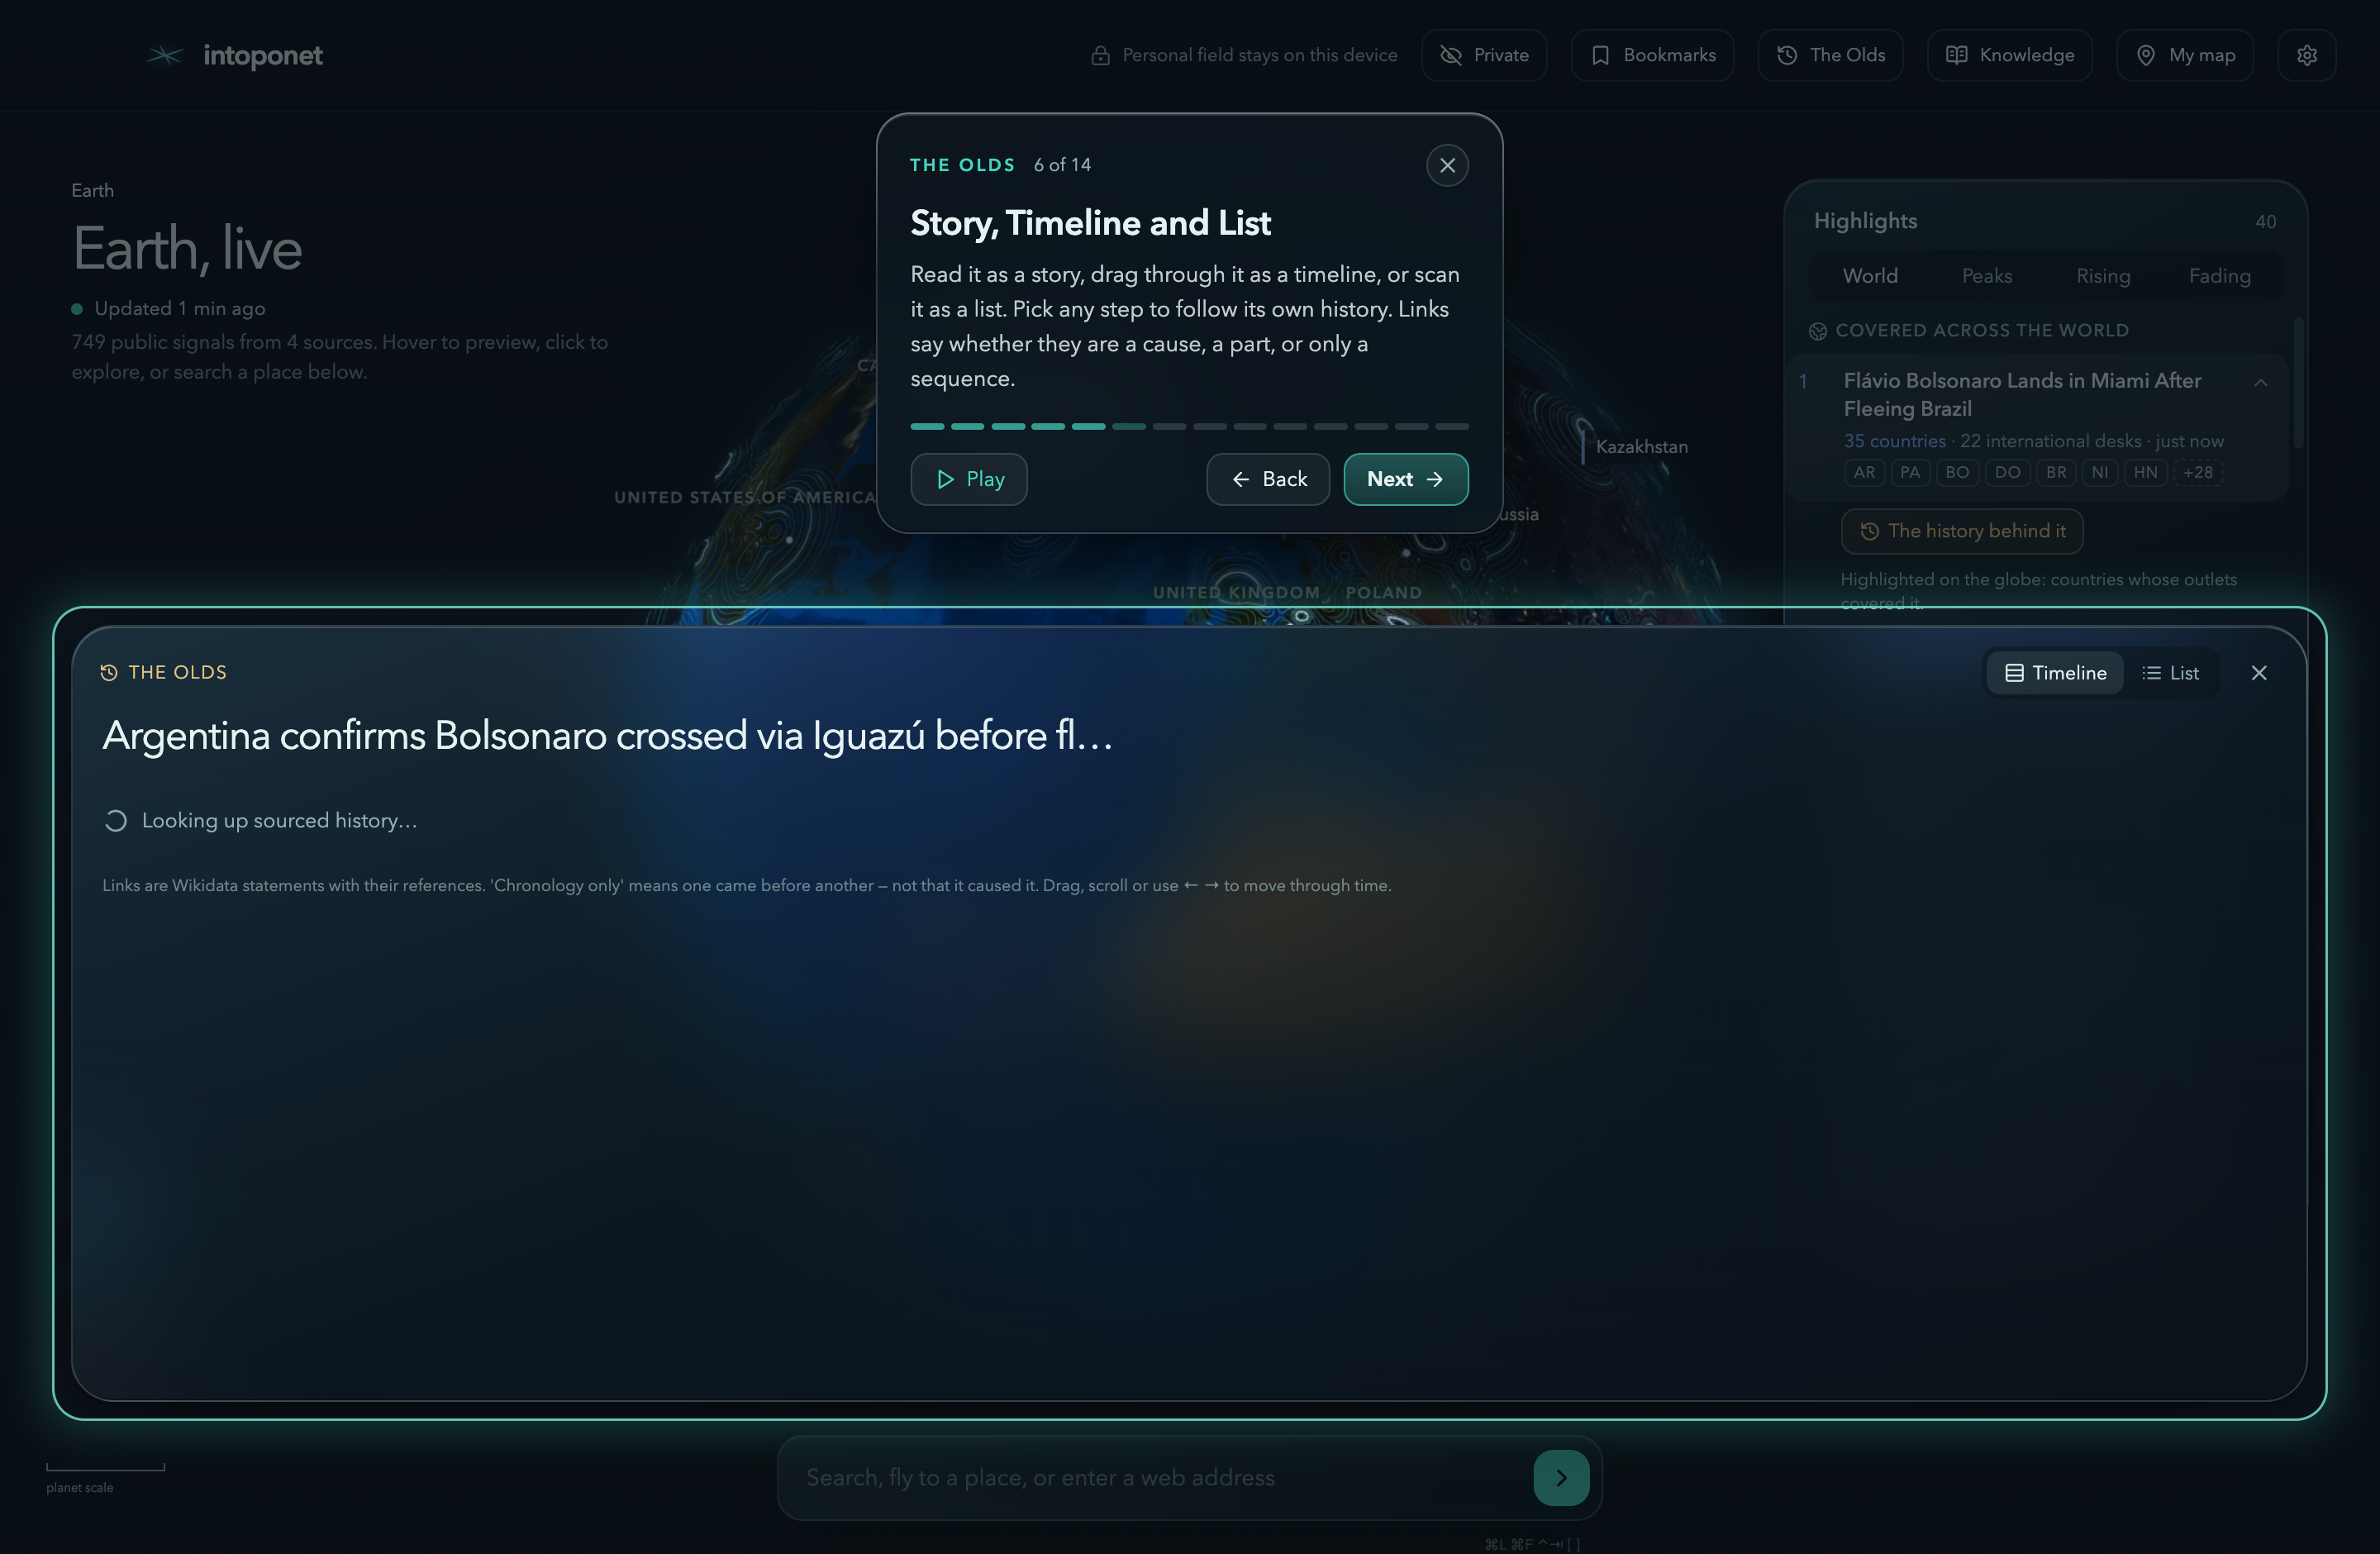 intoponet
Personal field stays on this device
Private
Bookmarks
The Olds
Knowledge
My map
THE OLDS 6 of 14
Story, Timeline and List
Read it as a story, drag through it as a timeline, or scan
it as a list. Pick any step to follow its own history. Links
say whether they are a cause, a part, or only a
sequence.
Play
Back
Next
Earth
Earth, live
Updated 1 min ago
749 public signals from 4 sources. Hover to preview, click to
explore, or search a place below.
Highlights 40
World Peaks Rising Fading
COVERED ACROSS THE WORLD
1 Flávio Bolsonaro Lands in Miami After
Fleeing Brazil
35 countries · 22 international desks · just now
AR PA BO DO BR NI HN +28
The history behind it
Highlighted on the globe: countries whose outlets
covered it.
Kazakhstan
UNITED STATES OF AMERICA
UNITED KINGDOM
POLAND
THE OLDS
Timeline
List
Argentina confirms Bolsonaro crossed via Iguazú before fl…
Looking up sourced history…
Links are Wikidata statements with their references. 'Chronology only' means one came before another – not that it caused it. Drag, scroll or use ← → to move through time.
planet scale
Search, fly to a place, or enter a web address
⌘L ⌘F ^⇥ [ ]